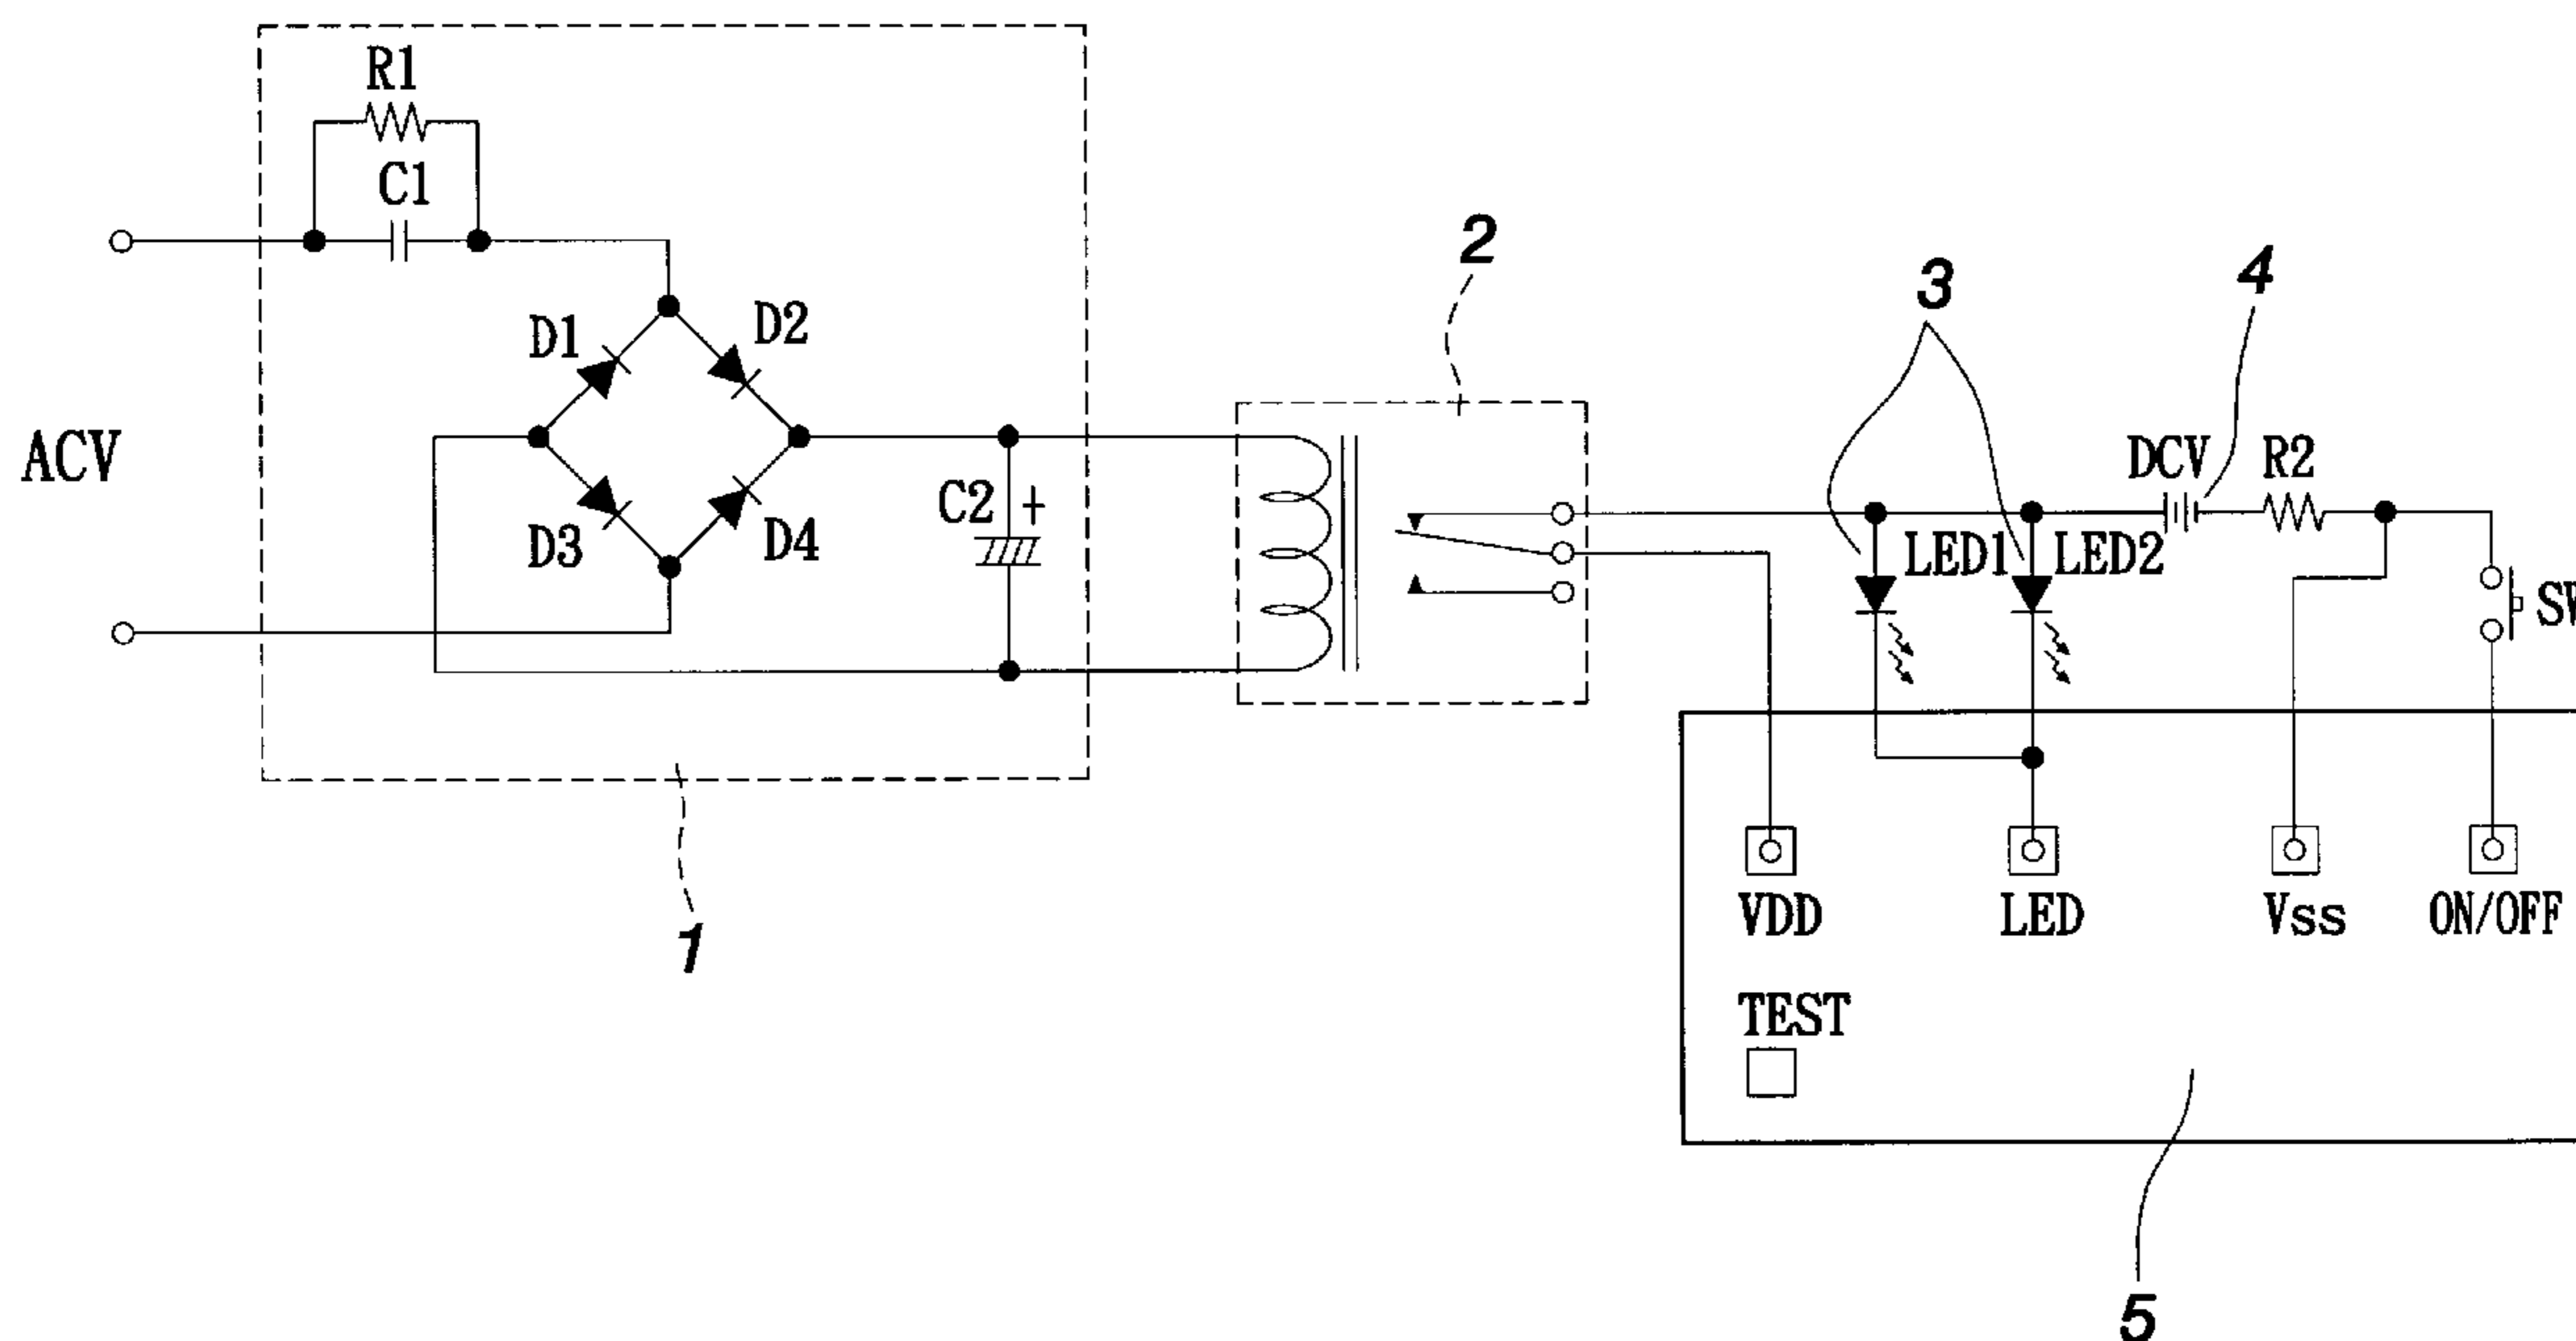 R1
C1
2
4
3
D1
D2
ACV
DCV
R2
C2
+
D3
D4
LED1
LED2
VDD
LED
Vss
ON/OFF
1
TEST
5